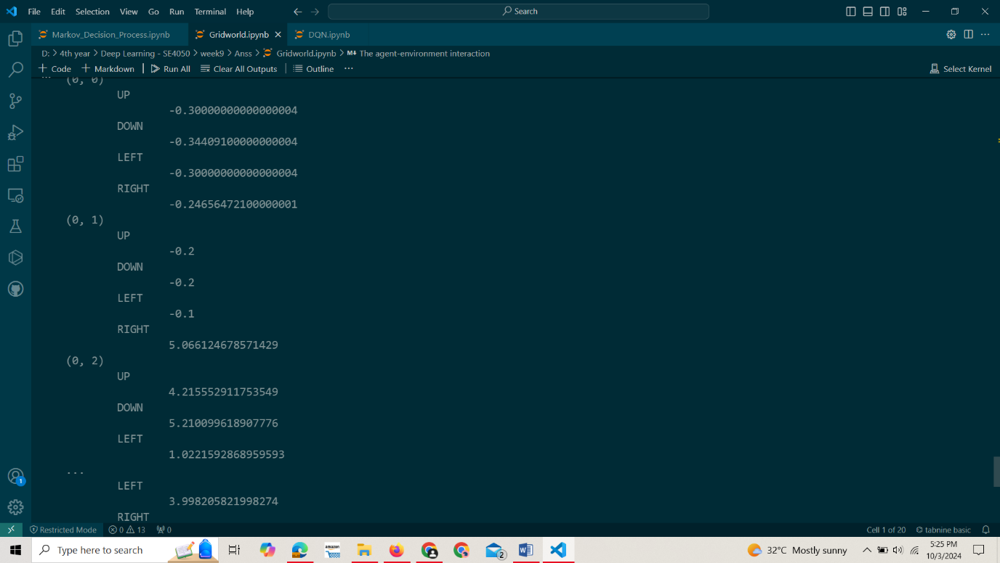 File Edit Selection View Go Run Terminal Help Search
Markov_Decision_Process.ipynb Gridworld.ipynb DQN.ipynb
D: > 4th year > Deep Learning - SE4050 > week9 > Anss > Gridworld.ipynb > M↓ The agent-environment interaction
+ Code + Markdown Run All Clear All Outputs Outline ... Select Kernel
(0, 0)
UP
-0.30000000000000004
DOWN
-0.34409100000000004
LEFT
-0.30000000000000004
RIGHT
-0.24656472100000001
(0, 1)
UP
-0.2
DOWN
-0.2
LEFT
-0.1
RIGHT
5.066124678571429
(0, 2)
UP
4.215552911753549
DOWN
5.210099618907776
LEFT
1.0221592868959593
...
LEFT
3.998205821998274
RIGHT
1
Restricted Mode 0 13 0 Cell 1 of 20 tabnine basic
Type here to search amazon 2 32°C Mostly sunny 5:25 PM
10/3/2024